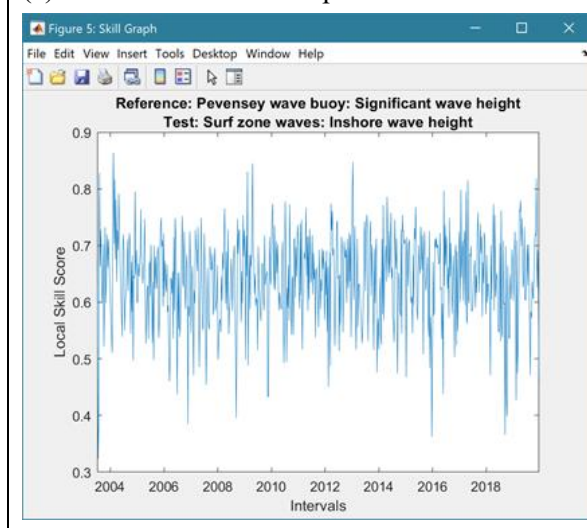 Figure 5: Skill Graph
File Edit View Insert Tools Desktop Window Help
Reference: Pevensey wave buoy: Significant wave height
Test: Surf zone waves: Inshore wave height
0.9
0.8
0.7
0.6
0.5
0.4
0.3
Local Skill Score
2004 2006 2008 2010 2012 2014 2016 2018
Intervals